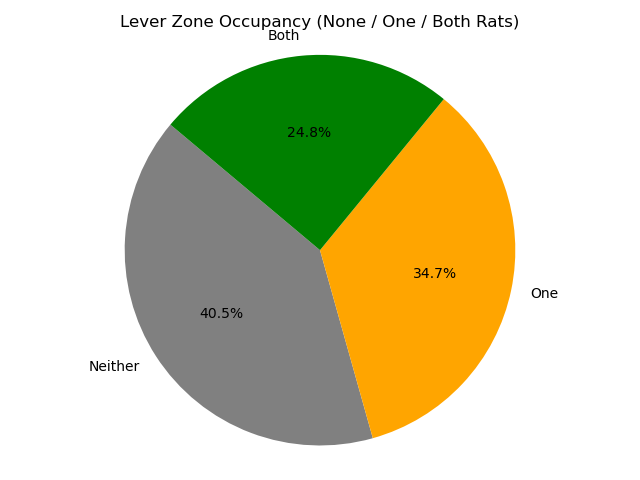 Lever Zone Occupancy (None / One / Both Rats)
Both
24.8%
34.7%
One
40.5%
Neither